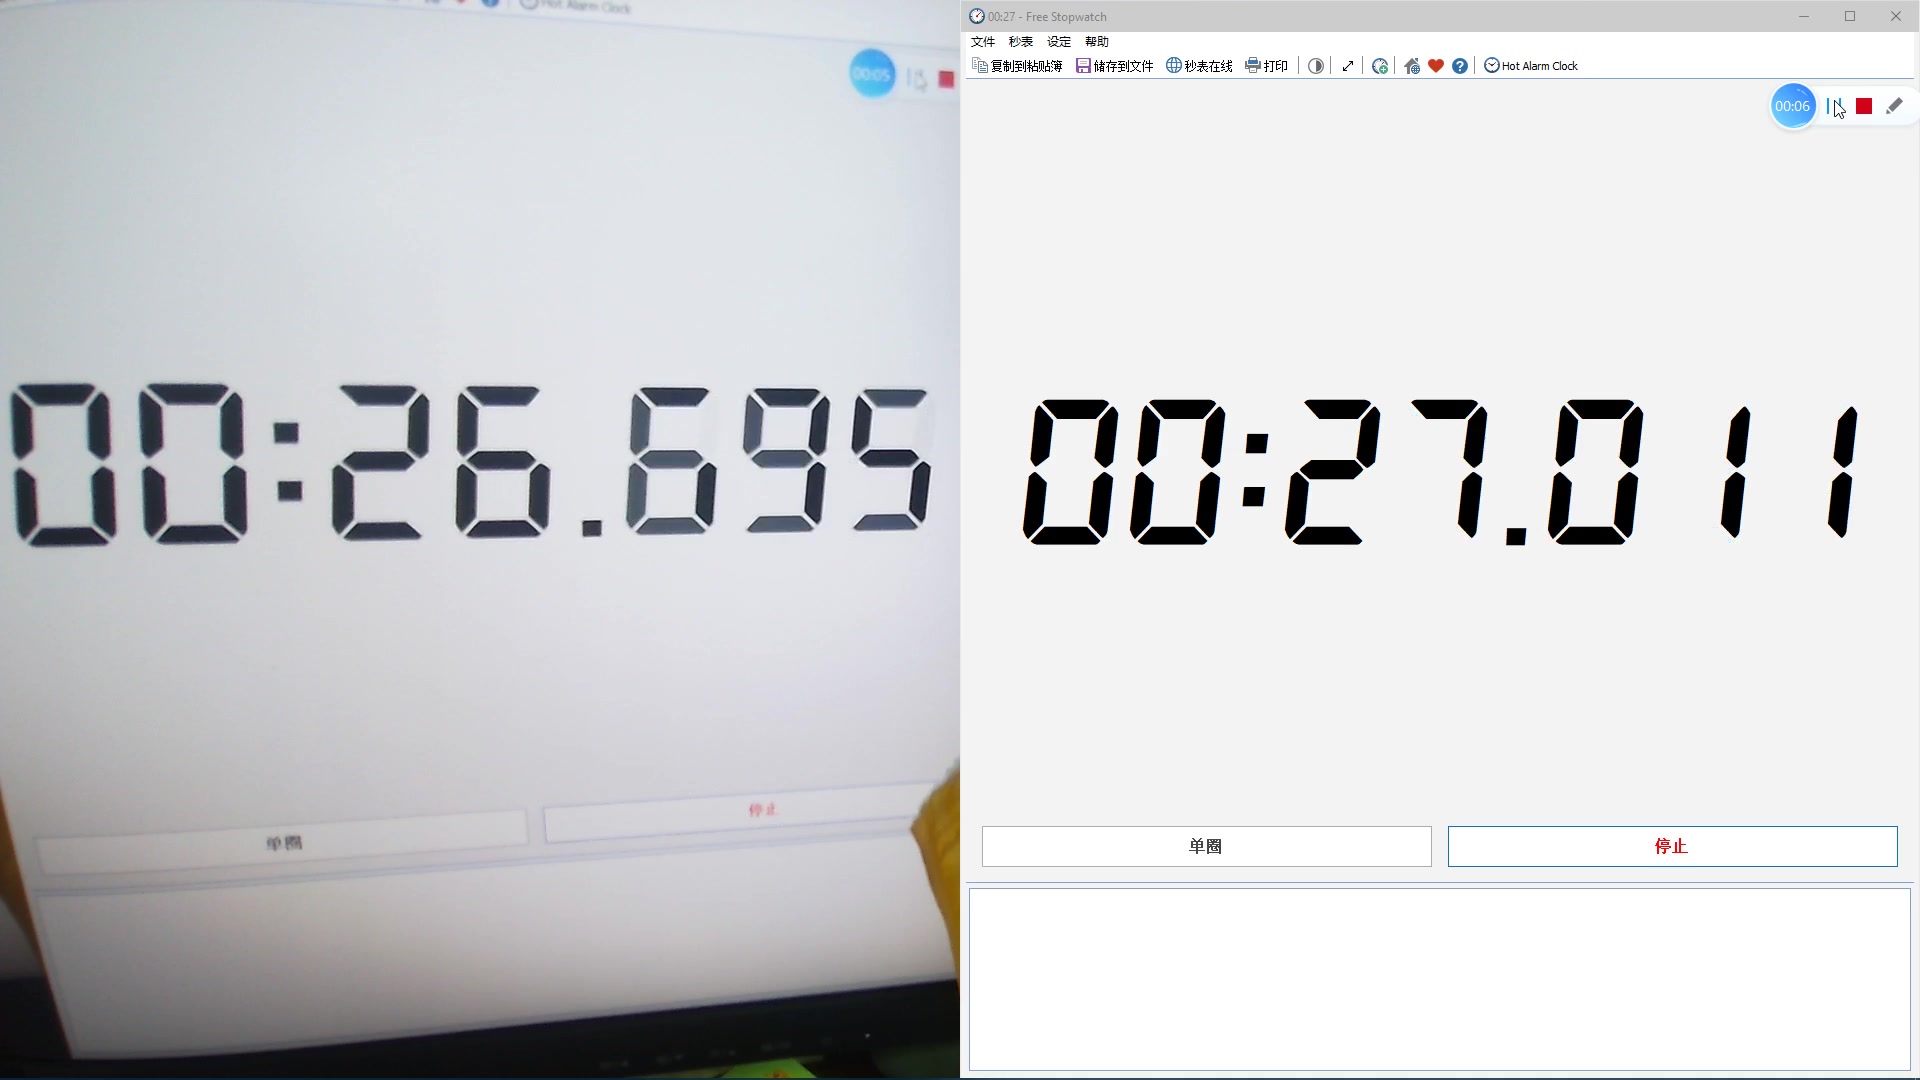 Hot Alarm Clock
00:05
00:26.695
停止
单圈
00:27 - Free Stopwatch
文件 秒表 设定 帮助
复制到粘贴簿 储存到文件 秒表在线 打印 Hot Alarm Clock
00:06
00:27.011
单圈 停止